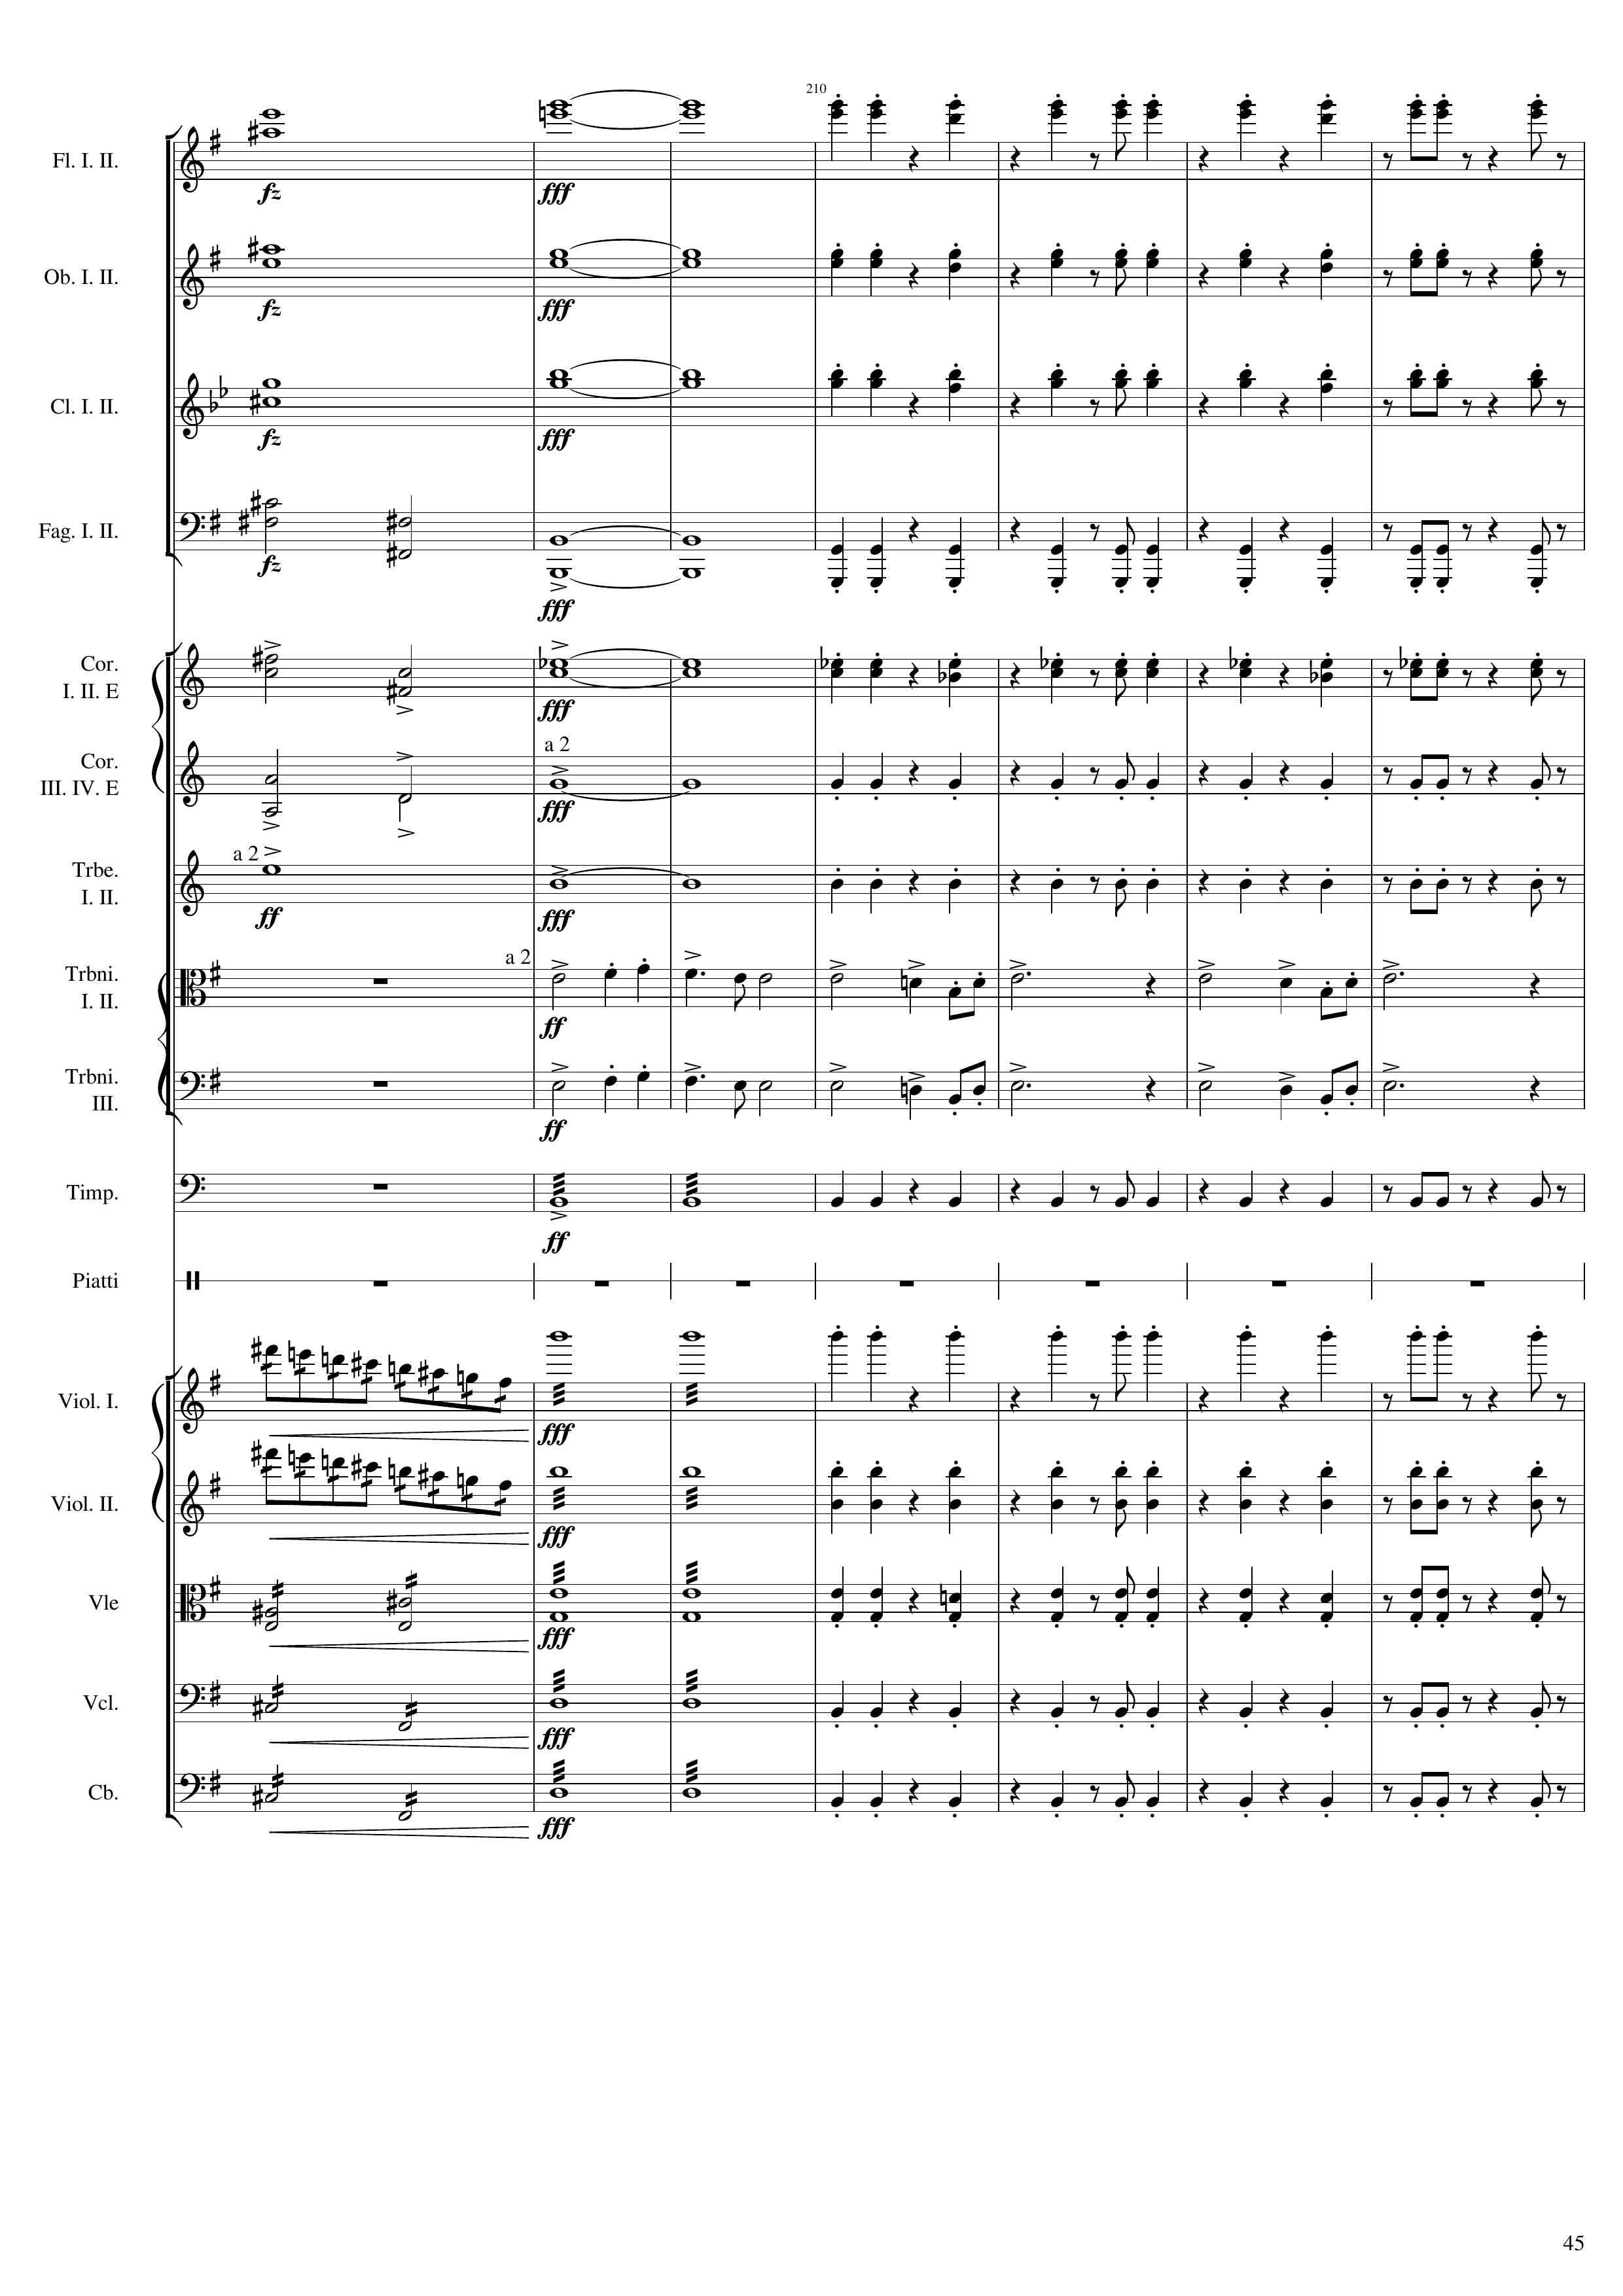 210
Fl. I. II.
fz fff
Ob. I. II.
fz fff
Cl. I. II.
fz fff
Fag. I. II.
fz fff
Cor.
I. II. E
fff
Cor.
III. IV. E
a 2
fff
Trbe.
I. II.
a 2
ff fff
Trbni.
I. II.
a 2
ff
Trbni.
III.
ff
Timp.
ff
Piatti
Viol. I.
fff
Viol. II.
fff
Vle
fff
Vcl.
fff
Cb.
fff
45